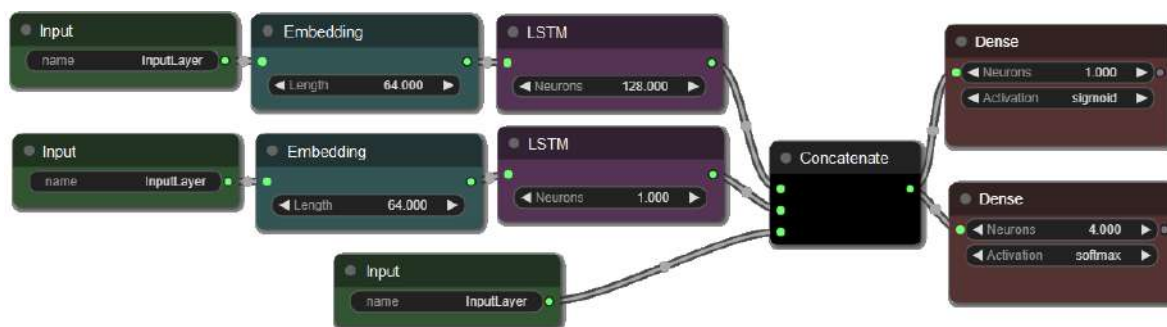 Input
name InputLayer
Embedding
Length 64.000
LSTM
Neurons 128.000
Input
name InputLayer
Embedding
Length 64.000
LSTM
Neurons 1.000
Input
name InputLayer
Concatenate
Dense
Neurons 1.000
Activation sigmoid
Dense
Neurons 4.000
Activation softmax